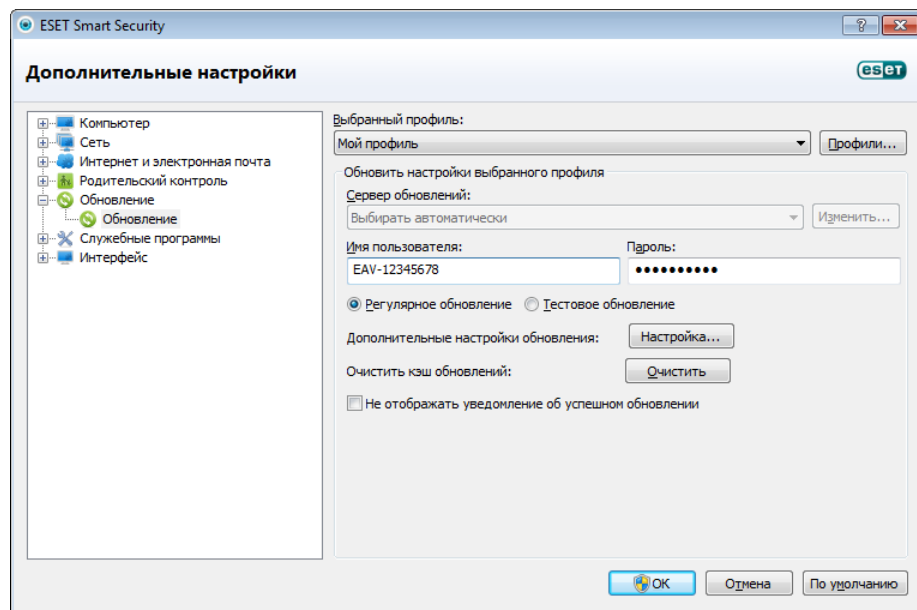 ESET Smart Security
Дополнительные настройки
eset
Компьютер
Сеть
Интернет и электронная почта
Родительский контроль
Обновление
Обновление
Служебные программы
Интерфейс
Выбранный профиль:
Мой профиль
Профили...
Обновить настройки выбранного профиля
Сервер обновлений:
Выбирать автоматически
Изменить...
Имя пользователя: Пароль:
EAV-12345678 ••••••••••
Регулярное обновление Тестовое обновление
Дополнительные настройки обновления: Настройка...
Очистить кэш обновлений: Очистить
Не отображать уведомление об успешном обновлении
OK Отмена По умолчанию